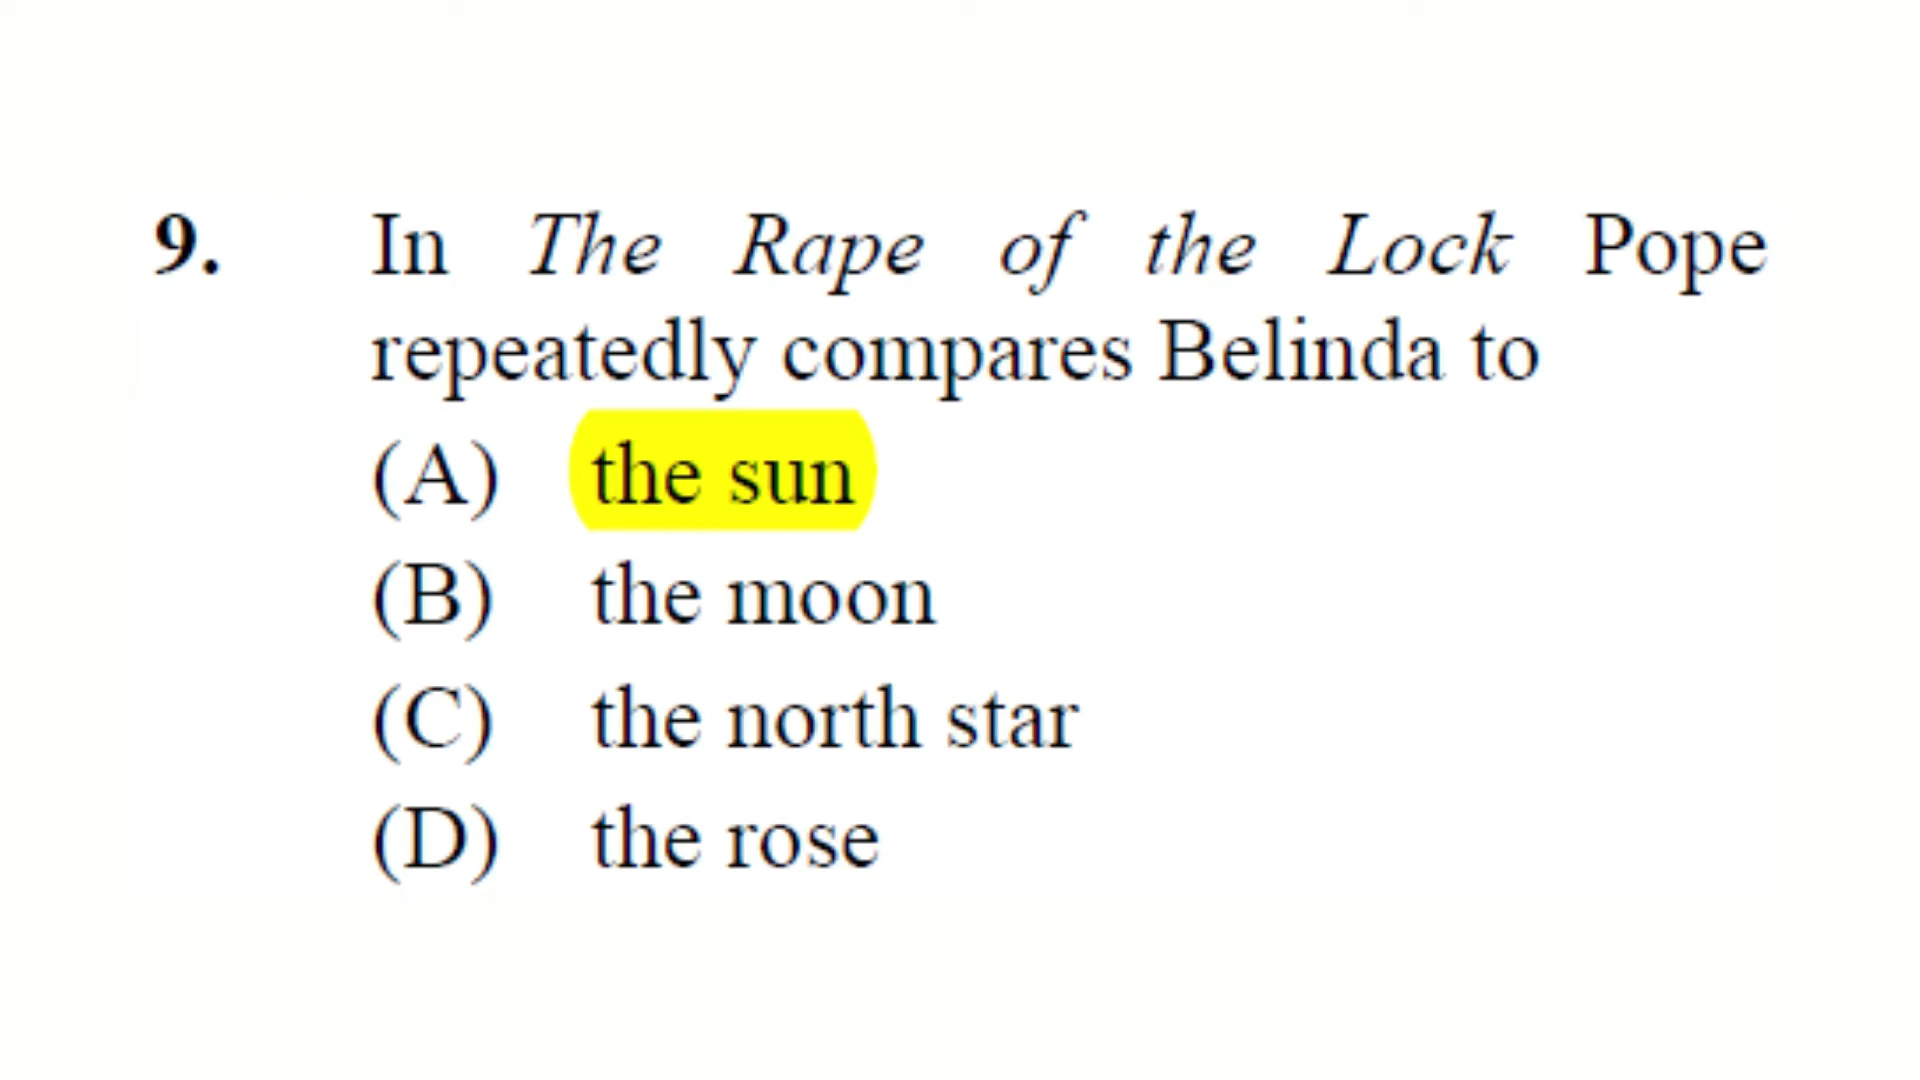 9. In The Rape of the Lock Pope
repeatedly compares Belinda to
(A) the sun
(B) the moon
(C) the north star
(D) the rose